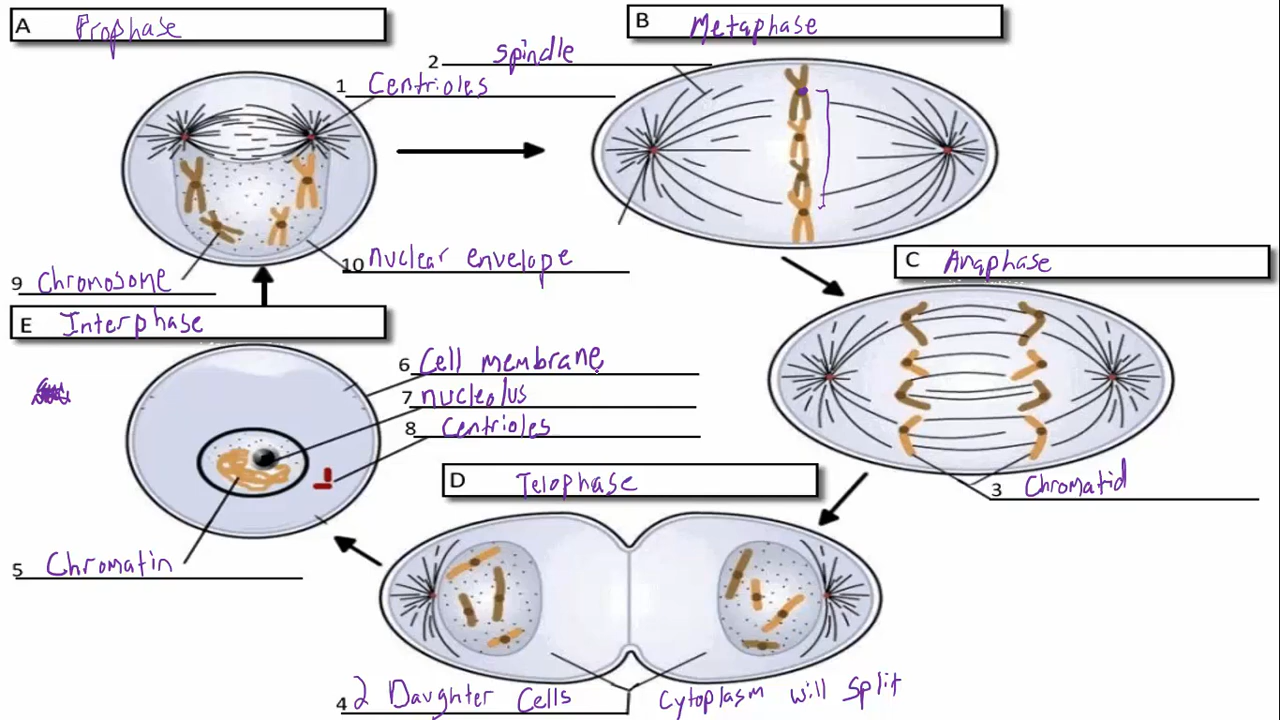 A Prophase
B Metaphase
2 spindle
1 Centrioles
10 nuclear envelope
9 Chromosome
C Anaphase
E Interphase
6 Cell membrane
7 nucleolus
8 Centrioles
D Telophase
3 Chromatid
5 Chromatin
4 2 Daughter Cells Cytoplasm will split